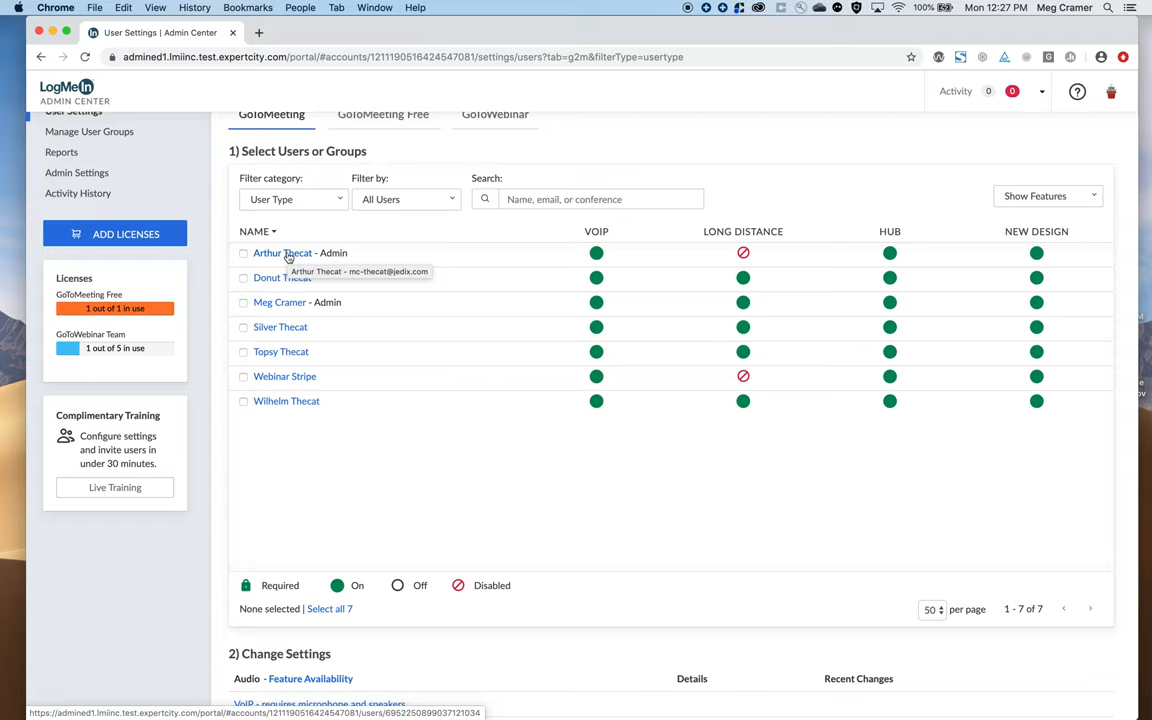 Chrome File Edit View History Bookmarks People Tab Window Help 100% Mon 12:27 PM Meg Cramer
User Settings | Admin Center
admined1.lmiinc.test.expertcity.com/portal/#accounts/1211190516424547081/settings/users?tab=g2m&filterType=usertype
LogMeIn
ADMIN CENTER
Activity 0 0
User Settings
Manage User Groups
Reports
Admin Settings
Activity History
ADD LICENSES
Licenses
GoToMeeting Free
1 out of 1 in use
GoToWebinar Team
1 out of 5 in use
Complimentary Training
Configure settings
and invite users in
under 30 minutes.
Live Training
GoToMeeting GoToMeeting Free GoToWebinar
1) Select Users or Groups
Filter category: Filter by: Search:
User Type All Users Name, email, or conference Show Features
NAME VOIP LONG DISTANCE HUB NEW DESIGN
Arthur Thecat - Admin
Arthur Thecat - mc-thecat@jedix.com
Donut Thecat
Meg Cramer - Admin
Silver Thecat
Topsy Thecat
Webinar Stripe
Wilhelm Thecat
Required On Off Disabled
None selected | Select all 7 50 per page 1 - 7 of 7
2) Change Settings
Audio - Feature Availability Details Recent Changes
VoIP - requires microphone and speakers
https://admined1.lmiinc.test.expertcity.com/portal/#accounts/1211190516424547081/users/6952250899037121034